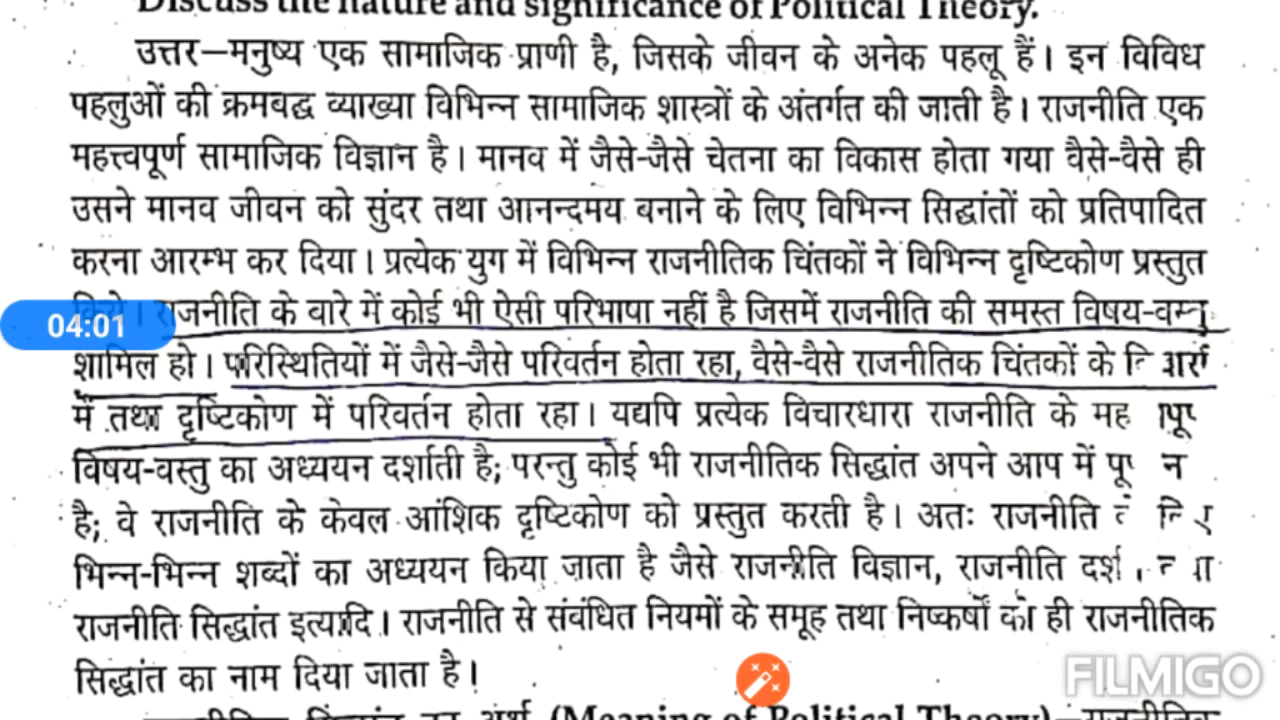 Discuss the nature and significance of Political Theory.
उत्तर–मनुष्य एक सामाजिक प्राणी है, जिसके जीवन के अनेक पहलू हैं। इन विविध
पहलुओं की क्रमबद्ध व्याख्या विभिन्न सामाजिक शास्त्रों के अंतर्गत की जाती है। राजनीति एक
महत्त्वपूर्ण सामाजिक विज्ञान है। मानव में जैसे-जैसे चेतना का विकास होता गया वैसे-वैसे ही
उसने मानव जीवन को सुंदर तथा आनन्दमय बनाने के लिए विभिन्न सिद्धांतों को प्रतिपादित
करना आरम्भ कर दिया। प्रत्येक युग में विभिन्न राजनीतिक चिंतकों ने विभिन्न दृष्टिकोण प्रस्तुत
राजनीति के बारे में कोई भी ऐसी परिभाषा नहीं है जिसमें राजनीति की समस्त विषय-वस्तु
04:01
शामिल हो। परिस्थितियों में जैसे-जैसे परिवर्तन होता रहा, वैसे-वैसे राजनीतिक चिंतकों के
में तथा दृष्टिकोण में परिवर्तन होता रहा। यद्यपि प्रत्येक विचारधारा राजनीति के
विषय-वस्तु का अध्ययन दर्शाती है; परन्तु कोई भी राजनीतिक सिद्धांत अपने आप में
है; वे राजनीति के केवल आंशिक दृष्टिकोण को प्रस्तुत करती है। अतः राजनीति
भिन्न-भिन्न शब्दों का अध्ययन किया जाता है जैसे राजनीति विज्ञान, राजनीति
राजनीति सिद्धांत इत्यादि। राजनीति से संबंधित नियमों के समूह तथा निष्कर्षों को ही राजनीतिक
सिद्धांत का नाम दिया जाता है।
FILMIGO
अर्थ (Meaning of Political Theory)–राजनीतिक